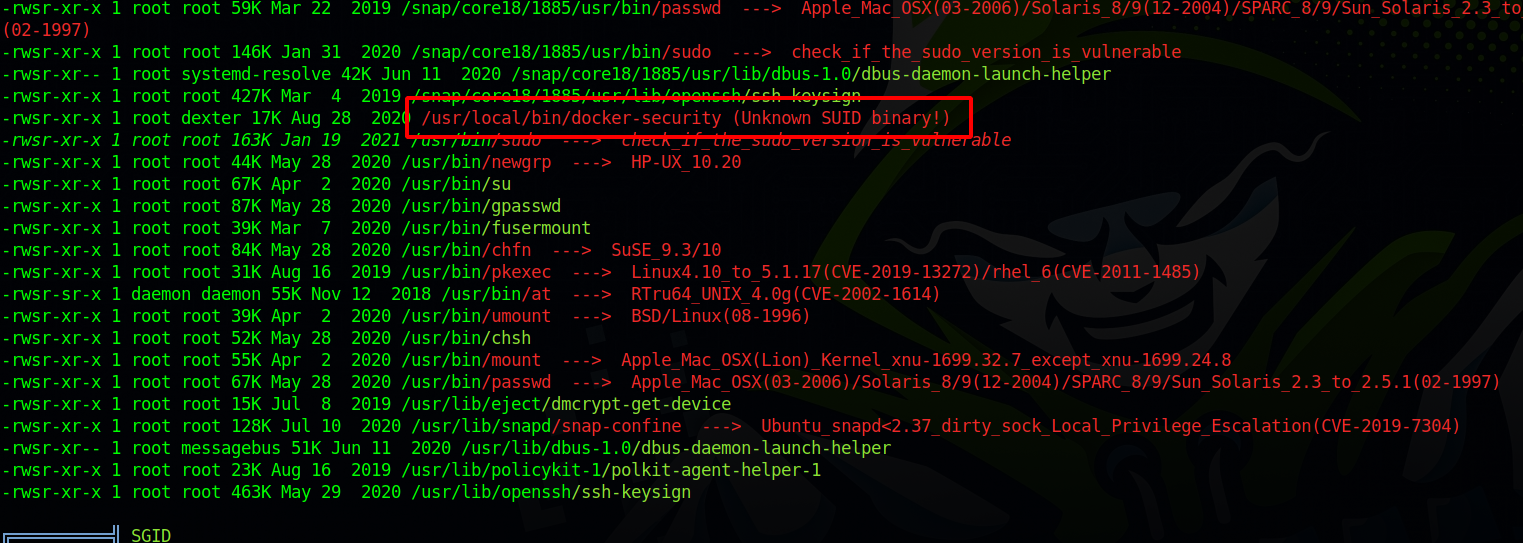 -rwsr-xr-x 1 root root 59K Mar 22  2019 /snap/core18/1885/usr/bin/passwd  --->  Apple_Mac_OSX(03-2006)/Solaris_8/9(12-2004)/SPARC_8/9/Sun_Solaris_2.3_to_
(02-1997)
-rwsr-xr-x 1 root root 146K Jan 31  2020 /snap/core18/1885/usr/bin/sudo  --->  check_if_the_sudo_version_is_vulnerable
-rwsr-xr-- 1 root systemd-resolve 42K Jun 11  2020 /snap/core18/1885/usr/lib/dbus-1.0/dbus-daemon-launch-helper
-rwsr-xr-x 1 root root 427K Mar  4  2019 /snap/core18/1885/usr/lib/openssh/ssh-keysign
-rwsr-xr-x 1 root dexter 17K Aug 28  2020 /usr/local/bin/docker-security (Unknown SUID binary!)
-rwsr-xr-x 1 root root 163K Jan 19  2021 /usr/bin/sudo  --->  check_if_the_sudo_version_is_vulnerable
-rwsr-xr-x 1 root root 44K May 28  2020 /usr/bin/newgrp  --->  HP-UX_10.20
-rwsr-xr-x 1 root root 67K Apr  2  2020 /usr/bin/su
-rwsr-xr-x 1 root root 87K May 28  2020 /usr/bin/gpasswd
-rwsr-xr-x 1 root root 39K Mar  7  2020 /usr/bin/fusermount
-rwsr-xr-x 1 root root 84K May 28  2020 /usr/bin/chfn  --->  SuSE_9.3/10
-rwsr-xr-x 1 root root 31K Aug 16  2019 /usr/bin/pkexec  --->  Linux4.10_to_5.1.17(CVE-2019-13272)/rhel_6(CVE-2011-1485)
-rwsr-sr-x 1 daemon daemon 55K Nov 12  2018 /usr/bin/at  --->  RTru64_UNIX_4.0g(CVE-2002-1614)
-rwsr-xr-x 1 root root 39K Apr  2  2020 /usr/bin/umount  --->  BSD/Linux(08-1996)
-rwsr-xr-x 1 root root 52K May 28  2020 /usr/bin/chsh
-rwsr-xr-x 1 root root 55K Apr  2  2020 /usr/bin/mount  --->  Apple_Mac_OSX(Lion)_Kernel_xnu-1699.32.7_except_xnu-1699.24.8
-rwsr-xr-x 1 root root 67K May 28  2020 /usr/bin/passwd  --->  Apple_Mac_OSX(03-2006)/Solaris_8/9(12-2004)/SPARC_8/9/Sun_Solaris_2.3_to_2.5.1(02-1997)
-rwsr-xr-x 1 root root 15K Jul  8  2019 /usr/lib/eject/dmcrypt-get-device
-rwsr-xr-x 1 root root 128K Jul 10  2020 /usr/lib/snapd/snap-confine  --->  Ubuntu_snapd<2.37_dirty_sock_Local_Privilege_Escalation(CVE-2019-7304)
-rwsr-xr-- 1 root messagebus 51K Jun 11  2020 /usr/lib/dbus-1.0/dbus-daemon-launch-helper
-rwsr-xr-x 1 root root 23K Aug 16  2019 /usr/lib/policykit-1/polkit-agent-helper-1
-rwsr-xr-x 1 root root 463K May 29  2020 /usr/lib/openssh/ssh-keysign
SGID